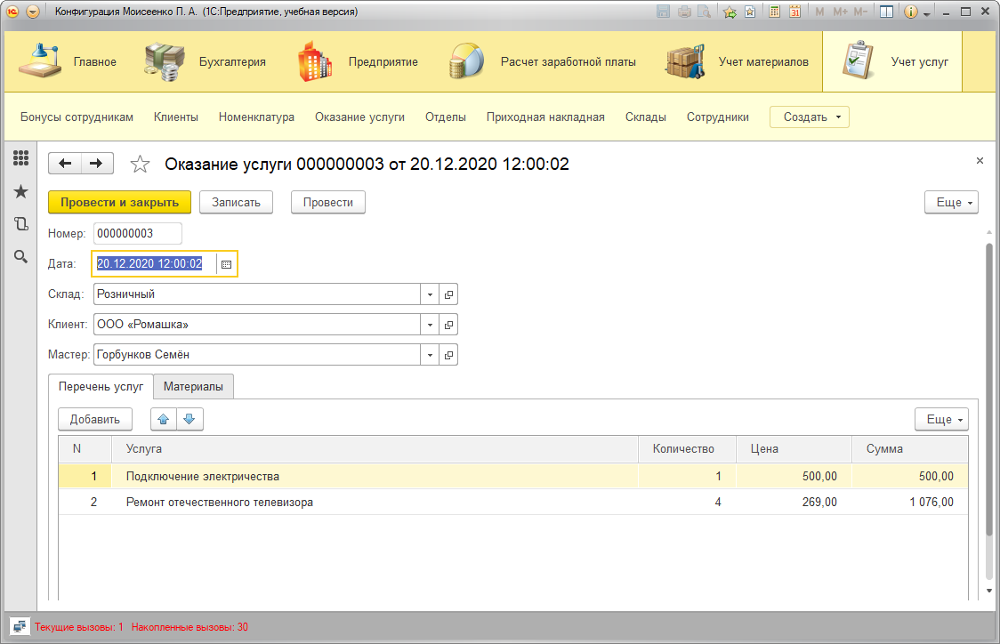 Конфигурация Моисеенко П. А. (1С:Предприятие, учебная версия)
31 M M+ M- i
Главное Бухгалтерия Предприятие Расчет заработной платы Учет материалов Учет услуг
Бонусы сотрудникам Клиенты Номенклатура Оказание услуги Отделы Приходная накладная Склады Сотрудники Создать
Оказание услуги 000000003 от 20.12.2020 12:00:02
Провести и закрыть Записать Провести Еще
Номер: 000000003
Дата: 20.12.2020 12:00:02
Склад: Розничный
Клиент: ООО «Ромашка»
Мастер: Горбунков Семён
Перечень услуг Материалы
Добавить Еще
N Услуга Количество Цена Сумма
1 Подключение электричества 1 500,00 500,00
2 Ремонт отечественного телевизора 4 269,00 1 076,00
Текущие вызовы: 1 Накопленные вызовы: 30